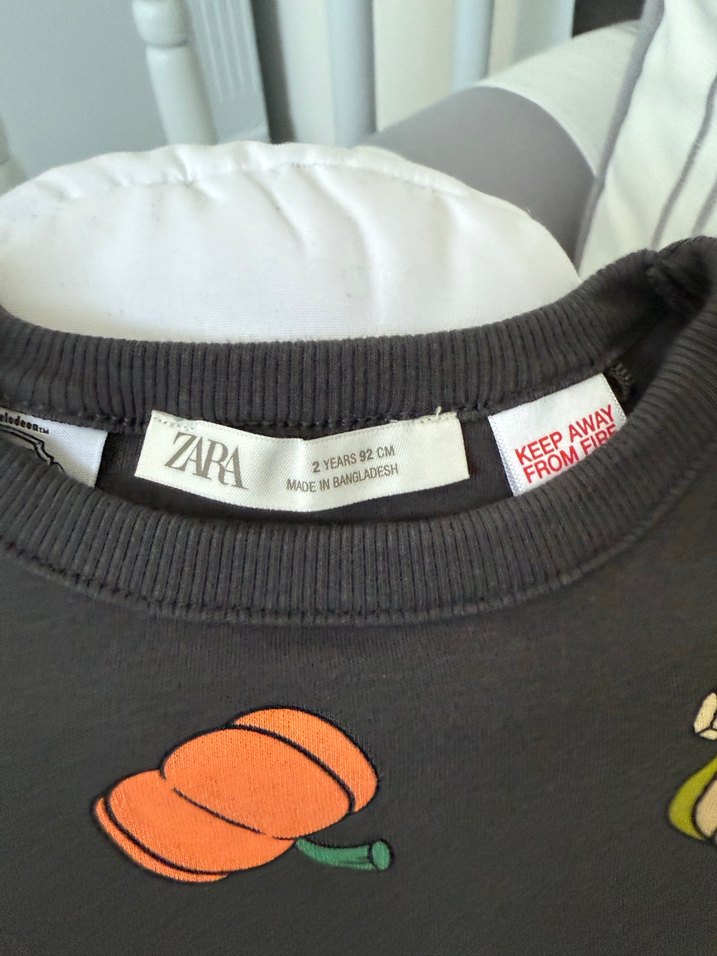 ZARA
2 YEARS 92 CM
MADE IN BANGLADESH
KEEP AWAY
FROM FIRE